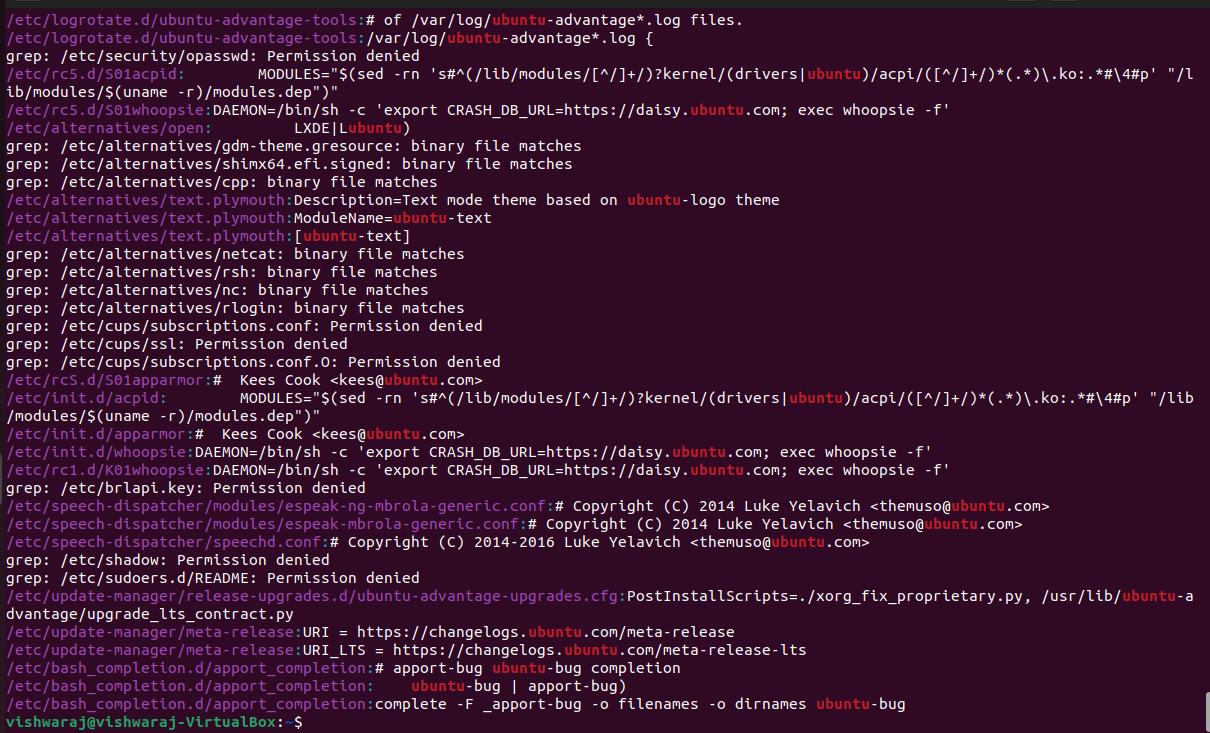 /etc/logrotate.d/ubuntu-advantage-tools:# of /var/log/ubuntu-advantage*.log files.
/etc/logrotate.d/ubuntu-advantage-tools:/var/log/ubuntu-advantage*.log {
grep: /etc/security/opasswd: Permission denied
/etc/rc5.d/S01acpid:        MODULES="$(sed -rn 's#^(/lib/modules/[^/]+/)?kernel/(drivers|ubuntu)/acpi/([^/]+/)*(.*)\.ko:.*#\4#p' "/l
ib/modules/$(uname -r)/modules.dep")"
/etc/rc5.d/S01whoopsie:DAEMON=/bin/sh -c 'export CRASH_DB_URL=https://daisy.ubuntu.com; exec whoopsie -f'
/etc/alternatives/open:         LXDE|Lubuntu)
grep: /etc/alternatives/gdm-theme.gresource: binary file matches
grep: /etc/alternatives/shimx64.efi.signed: binary file matches
grep: /etc/alternatives/cpp: binary file matches
/etc/alternatives/text.plymouth:Description=Text mode theme based on ubuntu-logo theme
/etc/alternatives/text.plymouth:ModuleName=ubuntu-text
/etc/alternatives/text.plymouth:[ubuntu-text]
grep: /etc/alternatives/netcat: binary file matches
grep: /etc/alternatives/rsh: binary file matches
grep: /etc/alternatives/nc: binary file matches
grep: /etc/alternatives/rlogin: binary file matches
grep: /etc/cups/subscriptions.conf: Permission denied
grep: /etc/cups/ssl: Permission denied
grep: /etc/cups/subscriptions.conf.O: Permission denied
/etc/rcS.d/S01apparmor:#  Kees Cook <kees@ubuntu.com>
/etc/init.d/acpid:        MODULES="$(sed -rn 's#^(/lib/modules/[^/]+/)?kernel/(drivers|ubuntu)/acpi/([^/]+/)*(.*)\.ko:.*#\4#p' "/lib
/modules/$(uname -r)/modules.dep")"
/etc/init.d/apparmor:#  Kees Cook <kees@ubuntu.com>
/etc/init.d/whoopsie:DAEMON=/bin/sh -c 'export CRASH_DB_URL=https://daisy.ubuntu.com; exec whoopsie -f'
/etc/rc1.d/K01whoopsie:DAEMON=/bin/sh -c 'export CRASH_DB_URL=https://daisy.ubuntu.com; exec whoopsie -f'
grep: /etc/brlapi.key: Permission denied
/etc/speech-dispatcher/modules/espeak-ng-mbrola-generic.conf:# Copyright (C) 2014 Luke Yelavich <themuso@ubuntu.com>
/etc/speech-dispatcher/modules/espeak-mbrola-generic.conf:# Copyright (C) 2014 Luke Yelavich <themuso@ubuntu.com>
/etc/speech-dispatcher/speechd.conf:# Copyright (C) 2014-2016 Luke Yelavich <themuso@ubuntu.com>
grep: /etc/shadow: Permission denied
grep: /etc/sudoers.d/README: Permission denied
/etc/update-manager/release-upgrades.d/ubuntu-advantage-upgrades.cfg:PostInstallScripts=./xorg_fix_proprietary.py, /usr/lib/ubuntu-a
dvantage/upgrade_lts_contract.py
/etc/update-manager/meta-release:URI = https://changelogs.ubuntu.com/meta-release
/etc/update-manager/meta-release:URI_LTS = https://changelogs.ubuntu.com/meta-release-lts
/etc/bash_completion.d/apport_completion:# apport-bug ubuntu-bug completion
/etc/bash_completion.d/apport_completion:    ubuntu-bug | apport-bug)
/etc/bash_completion.d/apport_completion:complete -F _apport-bug -o filenames -o dirnames ubuntu-bug
vishwaraj@vishwaraj-VirtualBox:~$